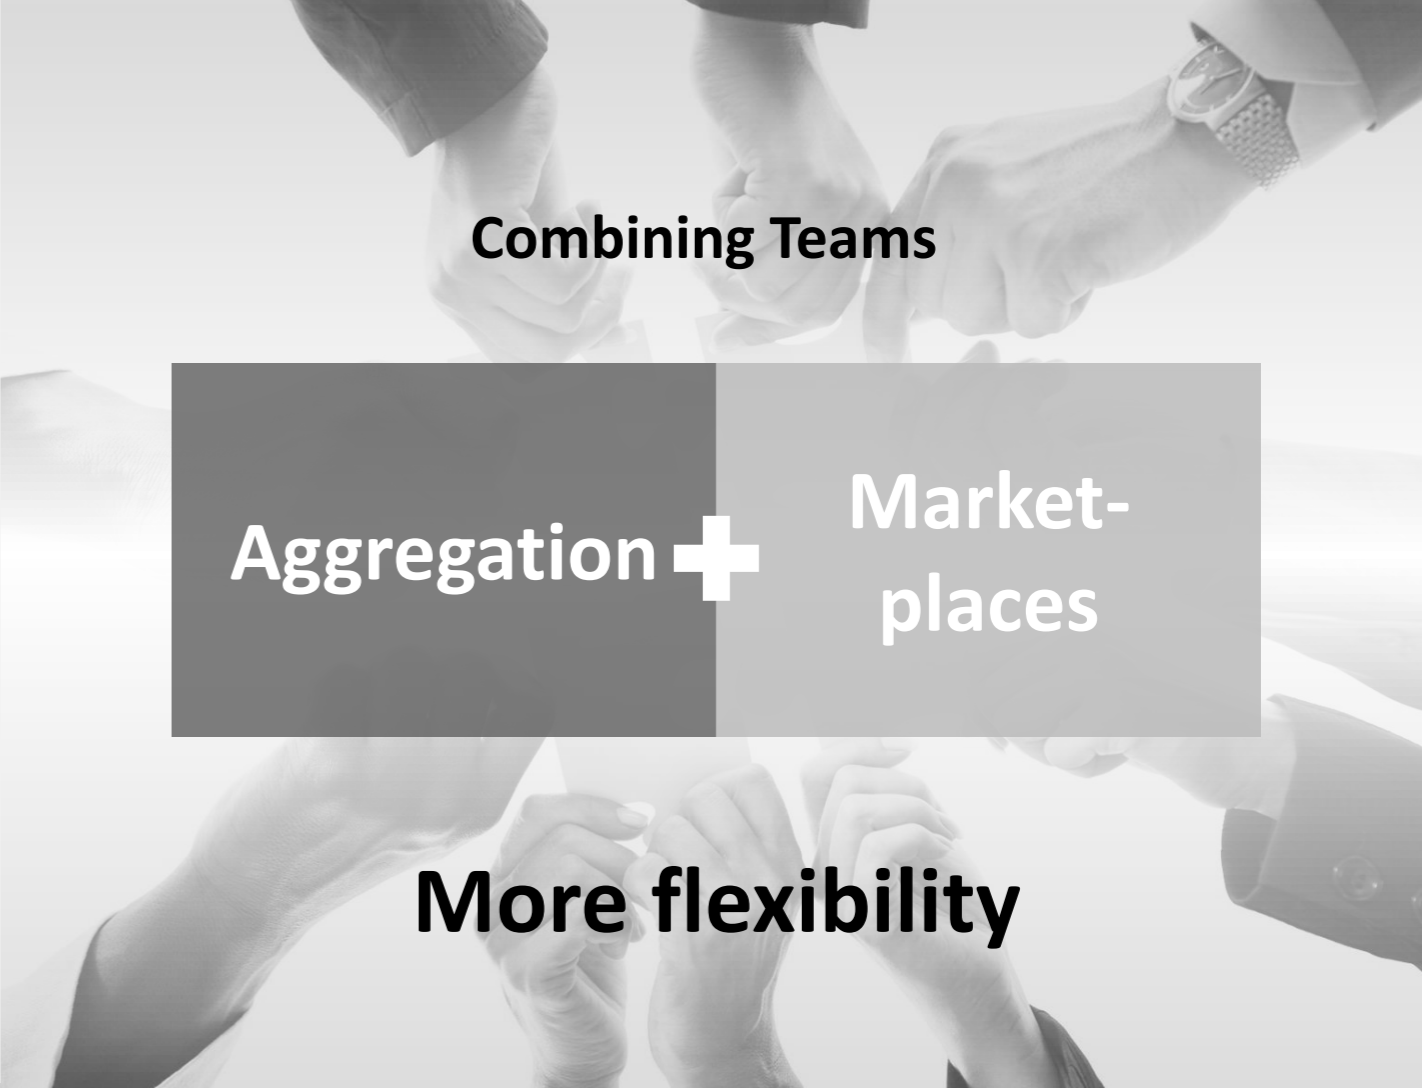 Combining Teams
Aggregation
Market-
places
More flexibility